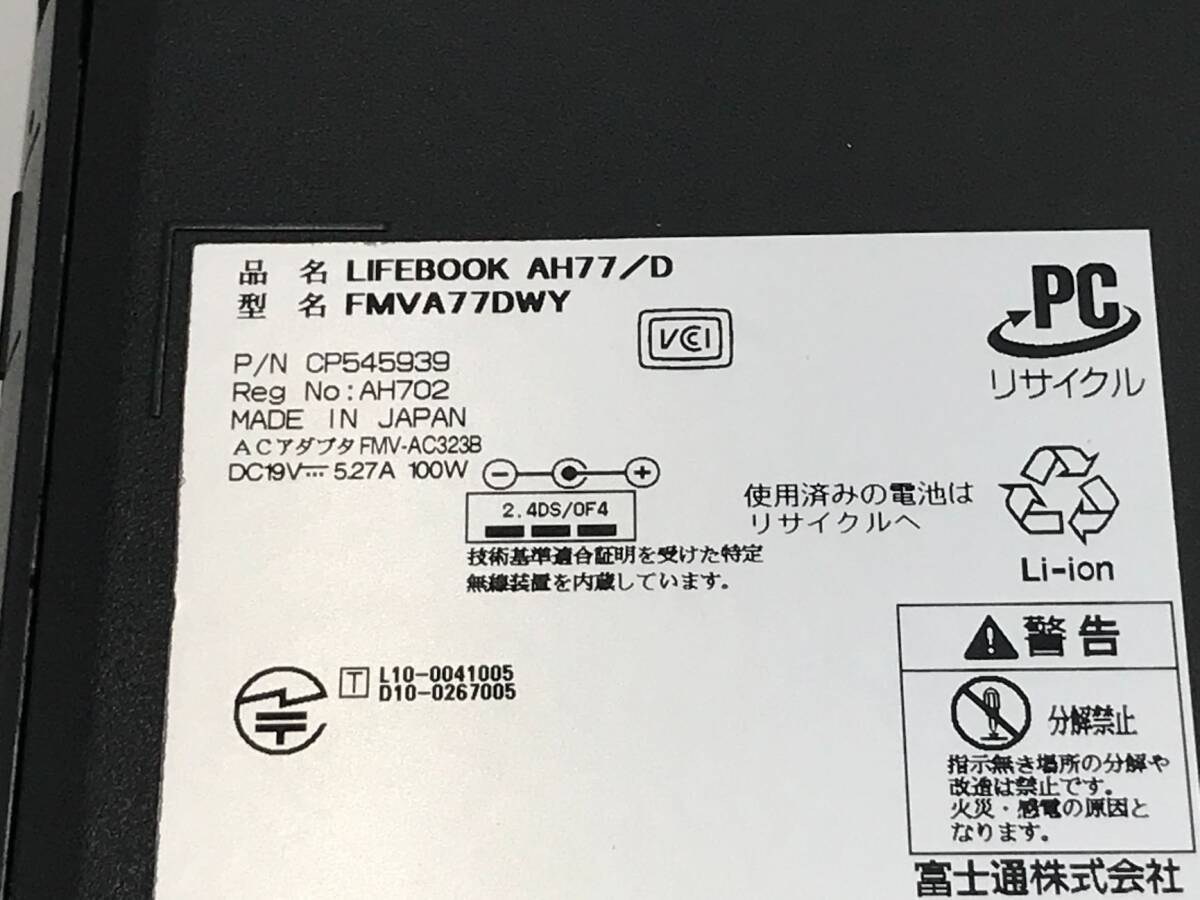 品 名 LIFEBOOK AH77/D
型 名 FMVA77DWY
VCI
PC
リサイクル
P/N CP545939
Reg No:AH702
MADE IN JAPAN
ACアダプタ FMV-AC323B
DC19V 5.27A 100W
2.4DS/OF4
技術基準適合証明を受けた特定
無線装置を内蔵しています。
使用済みの電池は
リサイクルへ
Li-ion
T L10-0041005
D10-0267005
警告
分解禁止
指示無き場所の分解や
改造は禁止です。
火災・感電の原因と
なります。
富士通株式会社